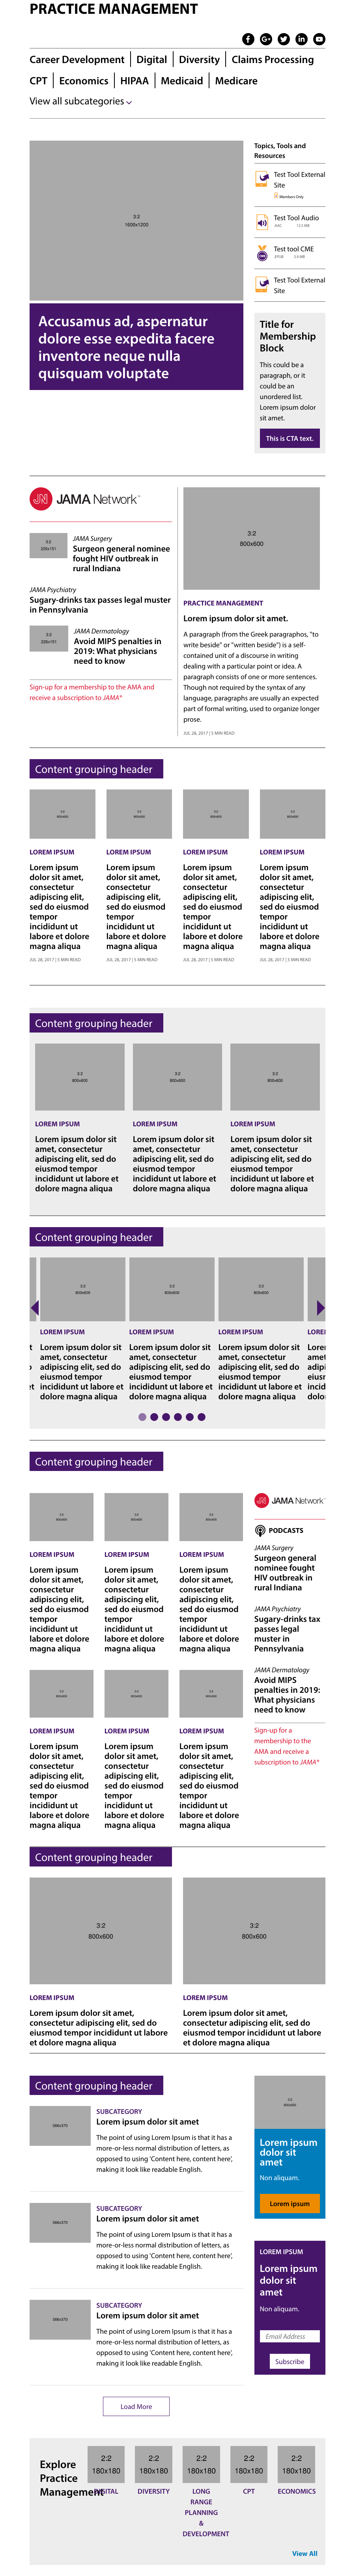 PRACTICE MANAGEMENT
Career Development | Digital | Diversity | Claims Processing
CPT | Economics | HIPAA | Medicaid | Medicare
View all subcategories
3:2
1600x1200
Accusamus ad, aspernatur
dolore esse expedita facere
inventore neque nulla
quisquam voluptate
Topics, Tools and
Resources
Test Tool External
Site
Members Only
Test Tool Audio
.AAC 13.5 MB
Test tool CME
.EPUB 3.6 MB
Test Tool External
Site
Title for
Membership
Block
This could be a
paragraph, or it
could be an
unordered list.
Lorem ipsum dolor
sit amet.
This is CTA text.
JN JAMA Network™
3:2
JAMA Surgery
Surgeon general nominee
fought HIV outbreak in
rural Indiana
JAMA Psychiatry
Sugary-drinks tax passes legal muster
in Pennsylvania
3:2
JAMA Dermatology
Avoid MIPS penalties in
2019: What physicians
need to know
Sign-up for a membership to the AMA and
receive a subscription to JAMA*
3:2
800x600
PRACTICE MANAGEMENT
Lorem ipsum dolor sit amet.
A paragraph (from the Greek paragraphos, "to
write beside" or "written beside") is a self-
contained unit of a discourse in writing
dealing with a particular point or idea. A
paragraph consists of one or more sentences.
Though not required by the syntax of any
language, paragraphs are usually an expected
part of formal writing, used to organize longer
prose.
JUL 28, 2017 | 5 MIN READ
Content grouping header
3:2
800x600
LOREM IPSUM
Lorem ipsum
dolor sit amet,
consectetur
adipiscing elit,
sed do eiusmod
tempor
incididunt ut
labore et dolore
magna aliqua
JUL 28, 2017 | 5 MIN READ
3:2
800x600
LOREM IPSUM
Lorem ipsum
dolor sit amet,
consectetur
adipiscing elit,
sed do eiusmod
tempor
incididunt ut
labore et dolore
magna aliqua
JUL 28, 2017 | 5 MIN READ
3:2
800x600
LOREM IPSUM
Lorem ipsum
dolor sit amet,
consectetur
adipiscing elit,
sed do eiusmod
tempor
incididunt ut
labore et dolore
magna aliqua
JUL 28, 2017 | 5 MIN READ
3:2
800x600
LOREM IPSUM
Lorem ipsum
dolor sit amet,
consectetur
adipiscing elit,
sed do eiusmod
tempor
incididunt ut
labore et dolore
magna aliqua
JUL 28, 2017 | 5 MIN READ
Content grouping header
3:2
800x600
LOREM IPSUM
Lorem ipsum dolor sit
amet, consectetur
adipiscing elit, sed do
eiusmod tempor
incididunt ut labore et
dolore magna aliqua
3:2
800x600
LOREM IPSUM
Lorem ipsum dolor sit
amet, consectetur
adipiscing elit, sed do
eiusmod tempor
incididunt ut labore et
dolore magna aliqua
3:2
800x600
LOREM IPSUM
Lorem ipsum dolor sit
amet, consectetur
adipiscing elit, sed do
eiusmod tempor
incididunt ut labore et
dolore magna aliqua
Content grouping header
3:2
800x600
LOREM IPSUM
Lorem ipsum dolor sit
amet, consectetur
adipiscing elit, sed do
eiusmod tempor
incididunt ut labore et
dolore magna aliqua
3:2
800x600
LOREM IPSUM
Lorem ipsum dolor sit
amet, consectetur
adipiscing elit, sed do
eiusmod tempor
incididunt ut labore et
dolore magna aliqua
3:2
800x600
LOREM IPSUM
Lorem ipsum dolor sit
amet, consectetur
adipiscing elit, sed do
eiusmod tempor
incididunt ut labore et
dolore magna aliqua
Content grouping header
3:2
800x600
LOREM IPSUM
Lorem ipsum
dolor sit amet,
consectetur
adipiscing elit,
sed do eiusmod
tempor
incididunt ut
labore et dolore
magna aliqua
3:2
800x600
LOREM IPSUM
Lorem ipsum
dolor sit amet,
consectetur
adipiscing elit,
sed do eiusmod
tempor
incididunt ut
labore et dolore
magna aliqua
3:2
800x600
LOREM IPSUM
Lorem ipsum
dolor sit amet,
consectetur
adipiscing elit,
sed do eiusmod
tempor
incididunt ut
labore et dolore
magna aliqua
3:2
800x600
LOREM IPSUM
Lorem ipsum
dolor sit amet,
consectetur
adipiscing elit,
sed do eiusmod
tempor
incididunt ut
labore et dolore
magna aliqua
3:2
800x600
LOREM IPSUM
Lorem ipsum
dolor sit amet,
consectetur
adipiscing elit,
sed do eiusmod
tempor
incididunt ut
labore et dolore
magna aliqua
3:2
800x600
LOREM IPSUM
Lorem ipsum
dolor sit amet,
consectetur
adipiscing elit,
sed do eiusmod
tempor
incididunt ut
labore et dolore
magna aliqua
JN JAMA Network™
PODCASTS
JAMA Surgery
Surgeon general
nominee fought
HIV outbreak in
rural Indiana
JAMA Psychiatry
Sugary-drinks tax
passes legal
muster in
Pennsylvania
JAMA Dermatology
Avoid MIPS
penalties in 2019:
What physicians
need to know
Sign-up for a
membership to the
AMA and receive a
subscription to JAMA*
Content grouping header
3:2
800x600
LOREM IPSUM
Lorem ipsum dolor sit amet,
consectetur adipiscing elit, sed do
eiusmod tempor incididunt ut labore
et dolore magna aliqua
3:2
800x600
LOREM IPSUM
Lorem ipsum dolor sit amet,
consectetur adipiscing elit, sed do
eiusmod tempor incididunt ut labore
et dolore magna aliqua
Content grouping header
SUBCATEGORY
Lorem ipsum dolor sit amet
The point of using Lorem Ipsum is that it has a
more-or-less normal distribution of letters, as
opposed to using 'Content here, content here',
making it look like readable English.
SUBCATEGORY
Lorem ipsum dolor sit amet
The point of using Lorem Ipsum is that it has a
more-or-less normal distribution of letters, as
opposed to using 'Content here, content here',
making it look like readable English.
SUBCATEGORY
Lorem ipsum dolor sit amet
The point of using Lorem Ipsum is that it has a
more-or-less normal distribution of letters, as
opposed to using 'Content here, content here',
making it look like readable English.
Load More
3:2
800x600
Lorem ipsum
dolor sit
amet
Non aliquam.
Lorem ipsum
LOREM IPSUM
Lorem ipsum
dolor sit
amet
Non aliquam.
Email Address
Subscribe
Explore
Practice
Management
2:2
180x180
DIGITAL
2:2
180x180
DIVERSITY
2:2
180x180
LONG
RANGE
PLANNING
&
DEVELOPMENT
2:2
180x180
CPT
2:2
180x180
ECONOMICS
View All